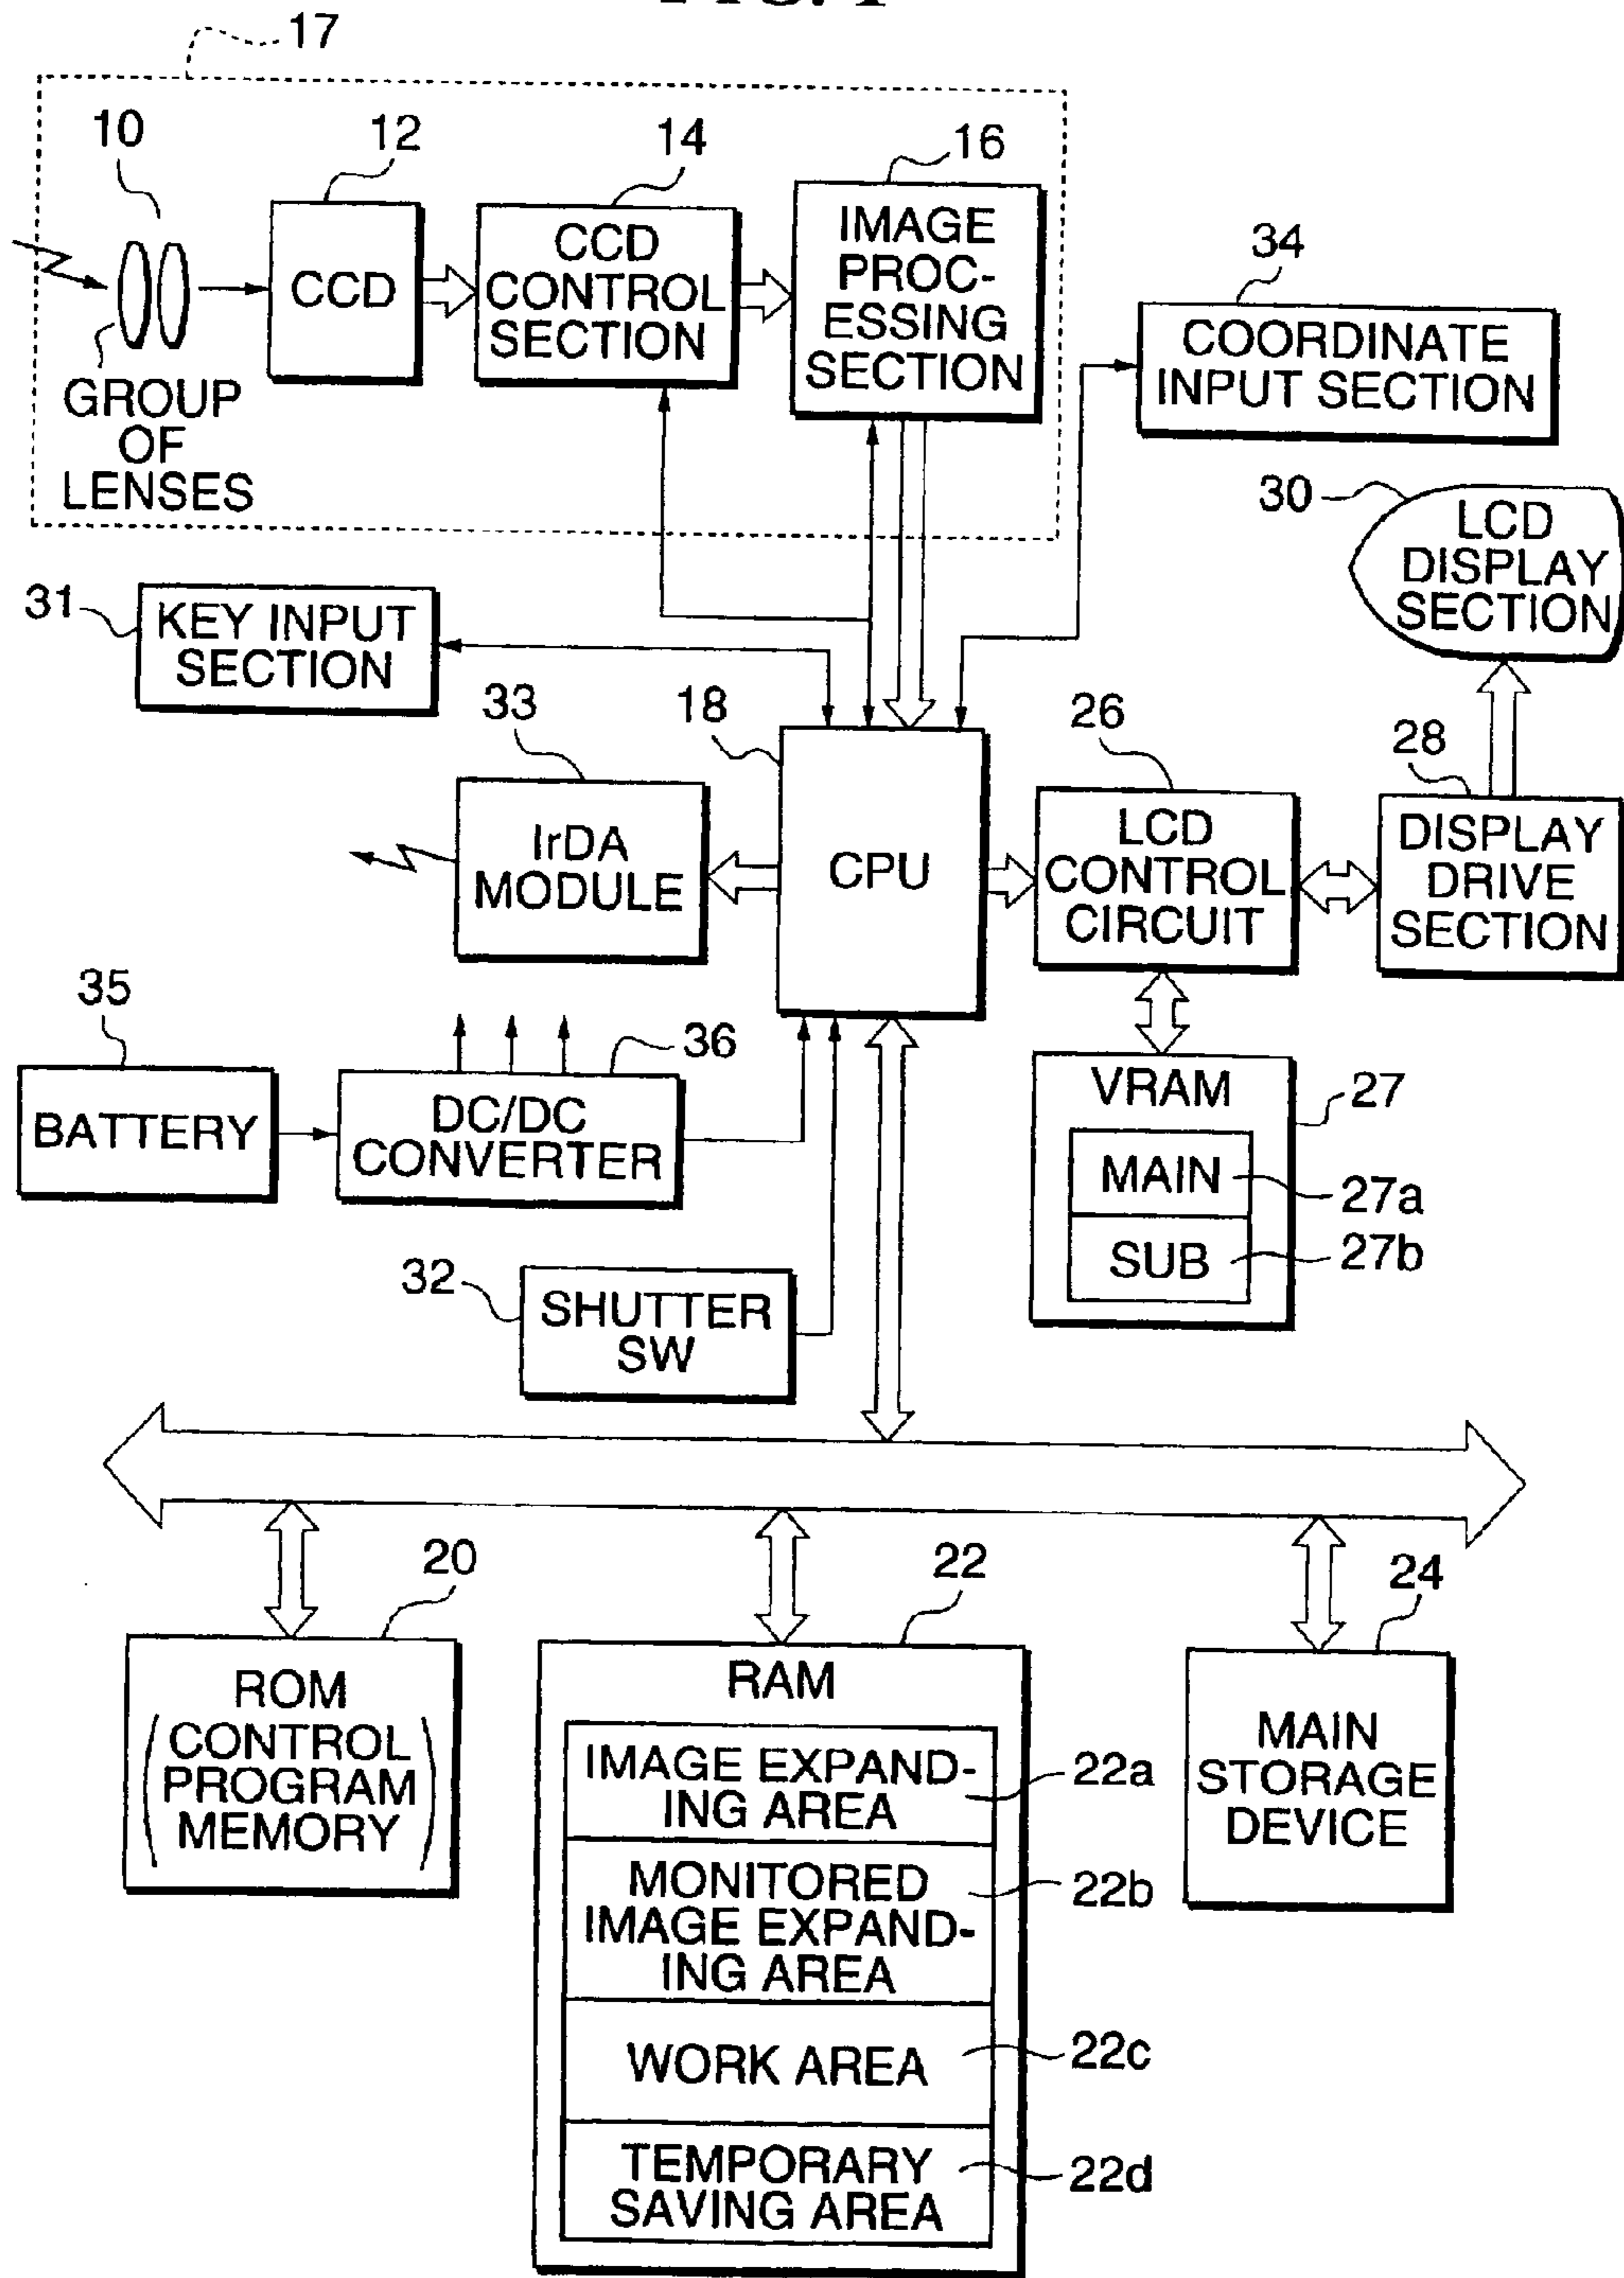 17
10
12
14
16
CCD
CCD
CONTROL
SECTION
IMAGE
PROC-
ESSING
SECTION
GROUP
OF
LENSES
34
COORDINATE
INPUT SECTION
30
LCD
DISPLAY
SECTION
31
KEY INPUT
SECTION
33
IrDA
MODULE
18
CPU
26
LCD
CONTROL
CIRCUIT
28
DISPLAY
DRIVE
SECTION
35
BATTERY
36
DC/DC
CONVERTER
VRAM
27
MAIN
27a
SUB
27b
32
SHUTTER
SW
20
ROM
(CONTROL
PROGRAM
MEMORY)
22
RAM
IMAGE EXPAND-
ING AREA
22a
MONITORED
IMAGE EXPAND-
ING AREA
22b
WORK AREA
22c
TEMPORARY
SAVING AREA
22d
24
MAIN
STORAGE
DEVICE